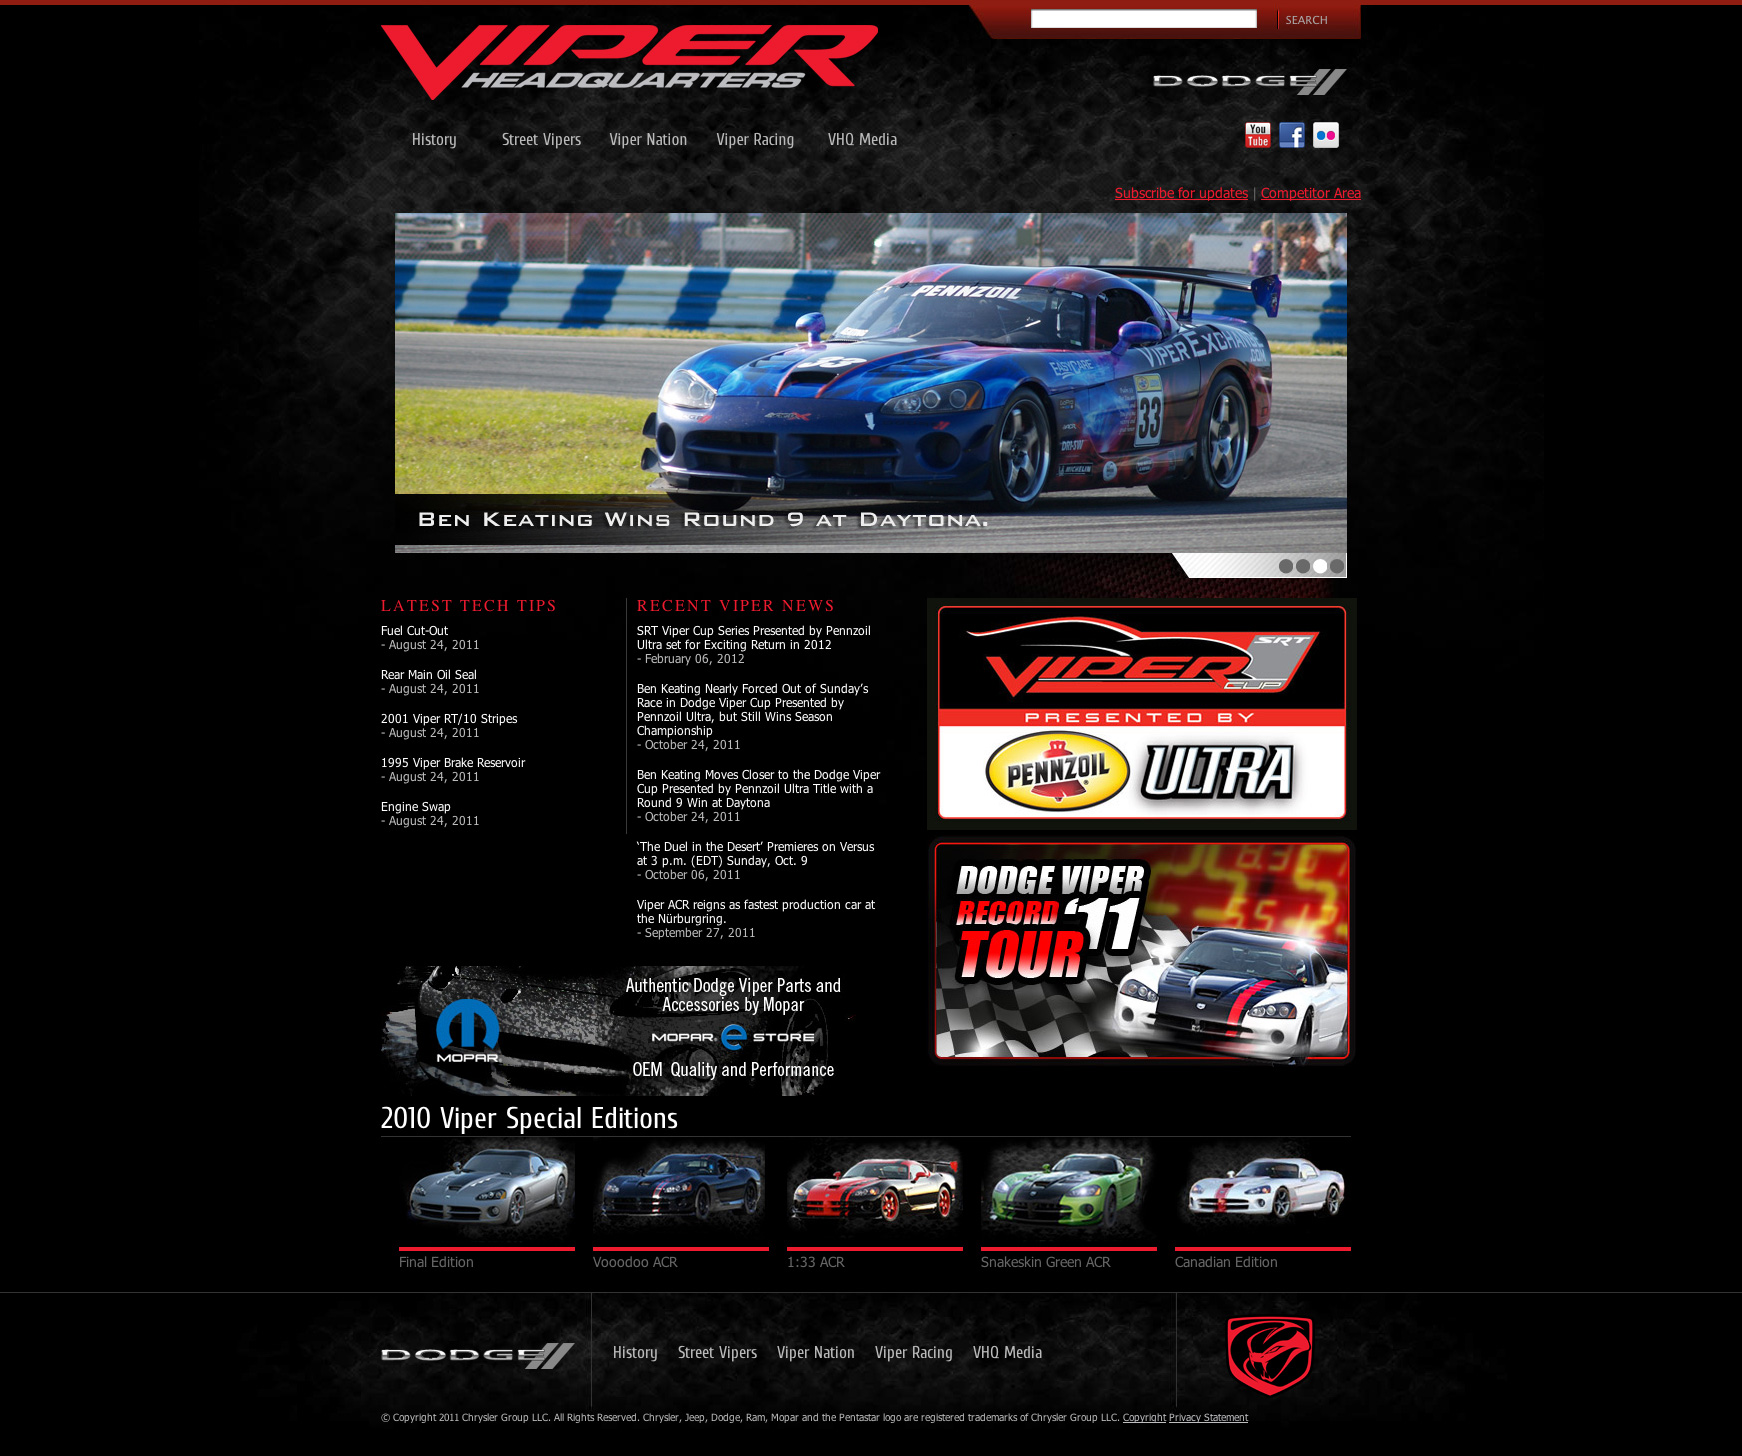 SEARCH
VIPER
HEADQUARTERS
DODGE
History Street Vipers Viper Nation Viper Racing VHQ Media
You
Tube
f
Subscribe for updates | Competitor Area
PENNZOIL
33
VIPEREXCHANGE
.COM
EASYCARE
33
DRI-SW
MICHELIN
BEN KEATING WINS ROUND 9 AT DAYTONA.
LATEST TECH TIPS
Fuel Cut-Out
- August 24, 2011
Rear Main Oil Seal
- August 24, 2011
2001 Viper RT/10 Stripes
- August 24, 2011
1995 Viper Brake Reservoir
- August 24, 2011
Engine Swap
- August 24, 2011
RECENT VIPER NEWS
SRT Viper Cup Series Presented by Pennzoil
Ultra set for Exciting Return in 2012
- February 06, 2012
Ben Keating Nearly Forced Out of Sunday’s
Race in Dodge Viper Cup Presented by
Pennzoil Ultra, but Still Wins Season
Championship
- October 24, 2011
Ben Keating Moves Closer to the Dodge Viper
Cup Presented by Pennzoil Ultra Title with a
Round 9 Win at Daytona
- October 24, 2011
‘The Duel in the Desert’ Premieres on Versus
at 3 p.m. (EDT) Sunday, Oct. 9
- October 06, 2011
Viper ACR reigns as fastest production car at
the Nürburgring.
- September 27, 2011
SRT
VIPER
CUP
PRESENTED BY
PENNZOIL ULTRA
DODGE VIPER
RECORD ‘11
TOUR
MOPAR
Authentic Dodge Viper Parts and
Accessories by Mopar
MOPAR e STORE
OEM Quality and Performance
2010 Viper Special Editions
Final Edition
Vooodoo ACR
1:33 ACR
Snakeskin Green ACR
Canadian Edition
DODGE
History Street Vipers Viper Nation Viper Racing VHQ Media
© Copyright 2011 Chrysler Group LLC. All Rights Reserved. Chrysler, Jeep, Dodge, Ram, Mopar and the Pentastar logo are registered trademarks of Chrysler Group LLC. Copyright Privacy Statement